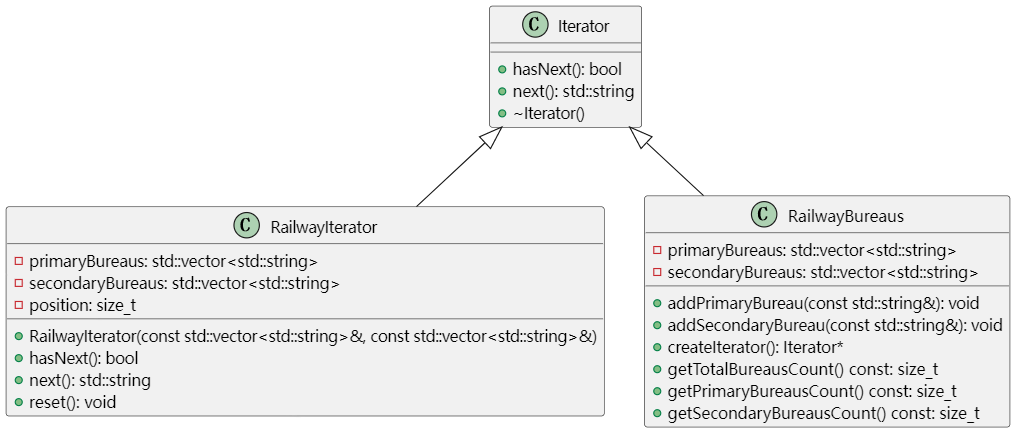 C Iterator
hasNext(): bool
next(): std::string
~Iterator()
C RailwayIterator
primaryBureaus: std::vector<std::string>
secondaryBureaus: std::vector<std::string>
position: size_t
RailwayIterator(const std::vector<std::string>&, const std::vector<std::string>&)
hasNext(): bool
next(): std::string
reset(): void
C RailwayBureaus
primaryBureaus: std::vector<std::string>
secondaryBureaus: std::vector<std::string>
addPrimaryBureau(const std::string&): void
addSecondaryBureau(const std::string&): void
createIterator(): Iterator*
getTotalBureausCount() const: size_t
getPrimaryBureausCount() const: size_t
getSecondaryBureausCount() const: size_t